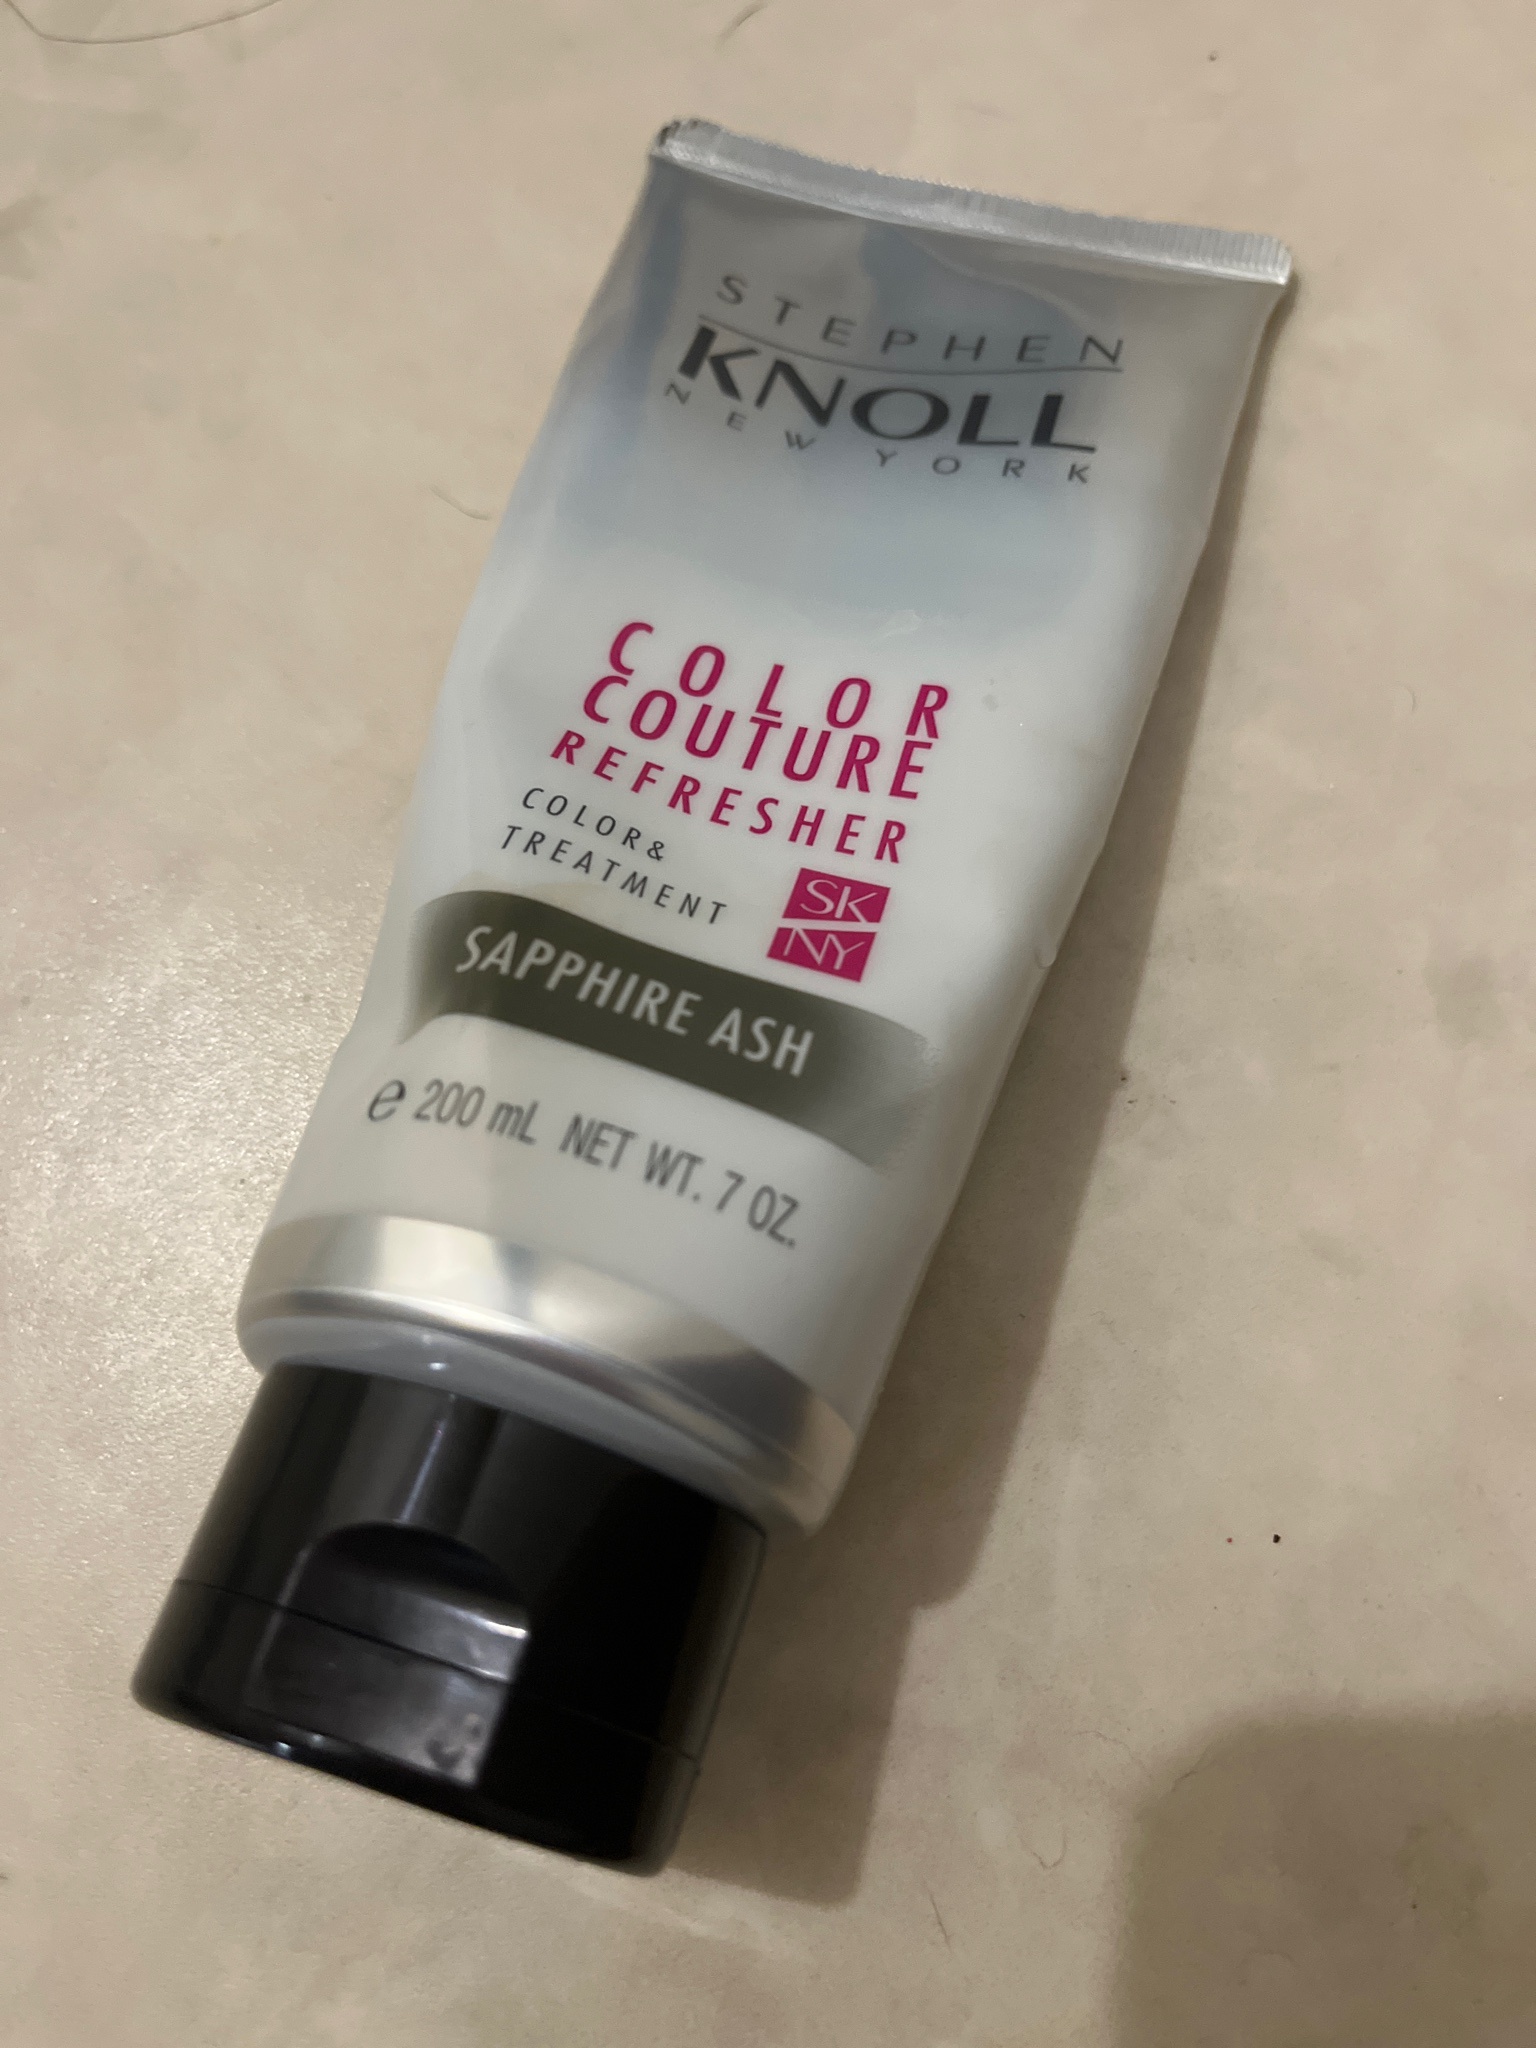 STEPHEN
KNOLL
NEW YORK
COLOR
COUTURE
REFRESHER
COLOR&
TREATMENT
SK
NY
SAPPHIRE ASH
e 200 mL NET WT. 7 OZ.